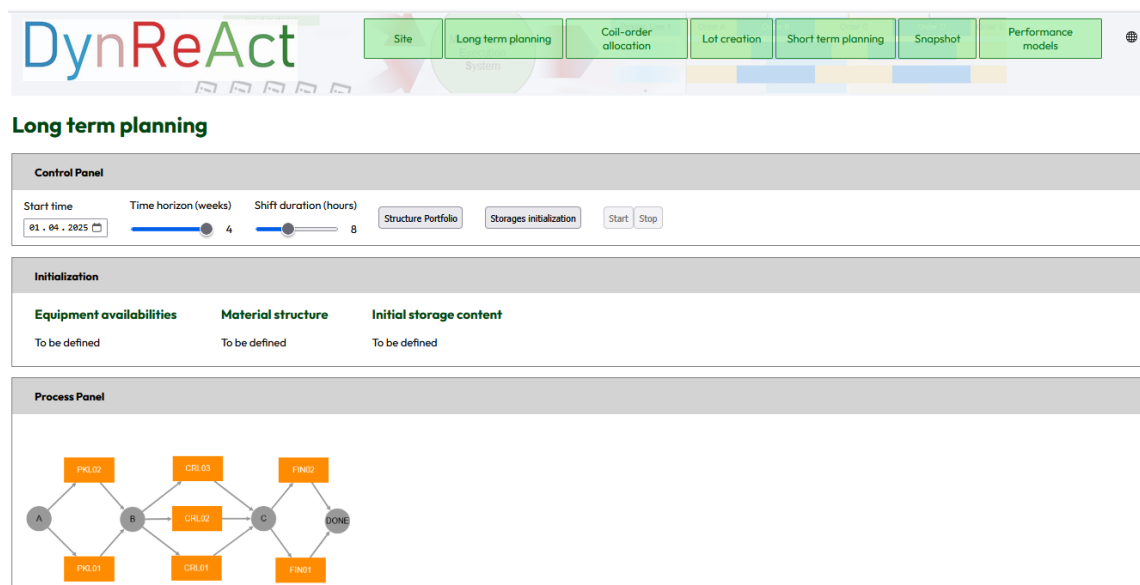 DynReAct
Site
Long term planning
Coil-order
allocation
Lot creation
Short term planning
Snapshot
Performance
models
System
Long term planning
Control Panel
Start time
Time horizon (weeks)
Shift duration (hours)
01.04.2025
4
8
Structure Portfolio
Storages initialization
Start
Stop
Initialization
Equipment availabilities
Material structure
Initial storage content
To be defined
To be defined
To be defined
Process Panel
PKL02
CRL03
FIN02
A
B
CRL02
C
DONE
PKL01
CRL01
FIN01